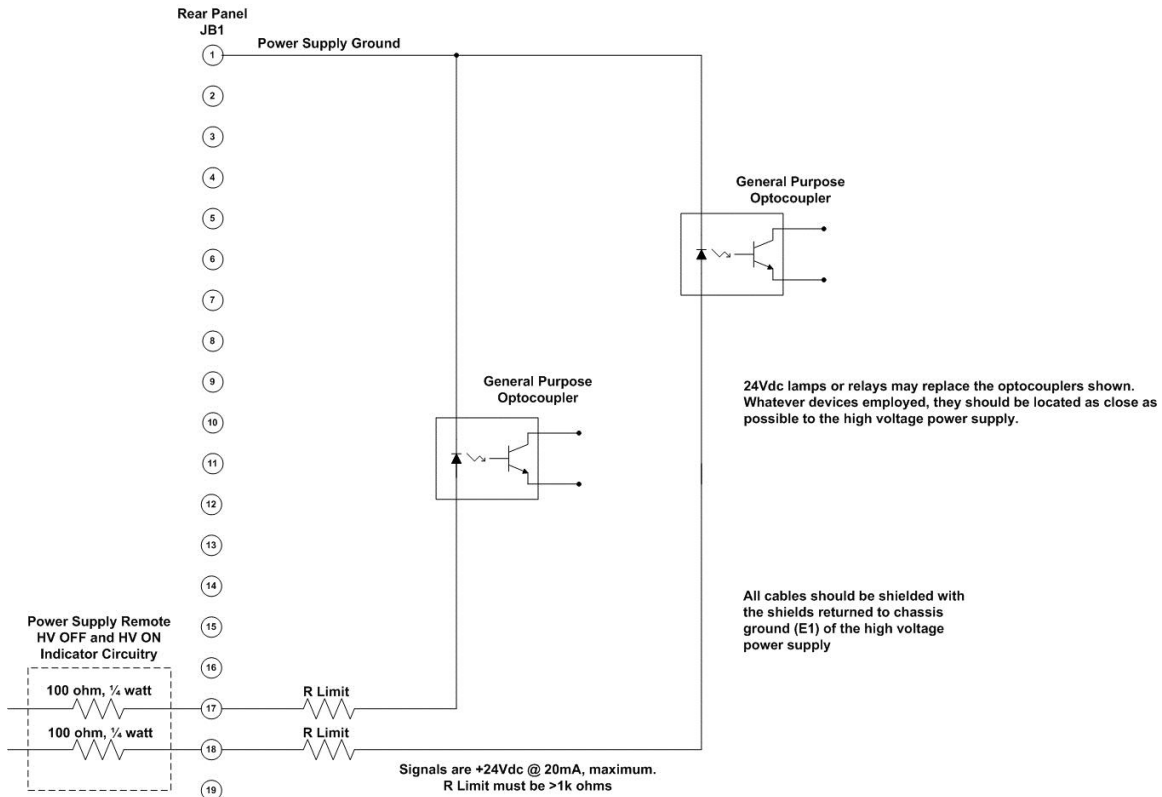 Rear Panel
JB1
1
Power Supply Ground
2
3
4
General Purpose
Optocoupler
5
6
7
8
9
General Purpose
Optocoupler
24Vdc lamps or relays may replace the optocouplers shown.
Whatever devices employed, they should be located as close as
possible to the high voltage power supply.
10
11
12
13
14
All cables should be shielded with
the shields returned to chassis
ground (E1) of the high voltage
power supply
15
Power Supply Remote
HV OFF and HV ON
Indicator Circuitry
16
100 ohm, ¼ watt
17
R Limit
100 ohm, ¼ watt
18
R Limit
Signals are +24Vdc @ 20mA, maximum.
R Limit must be >1k ohms
19